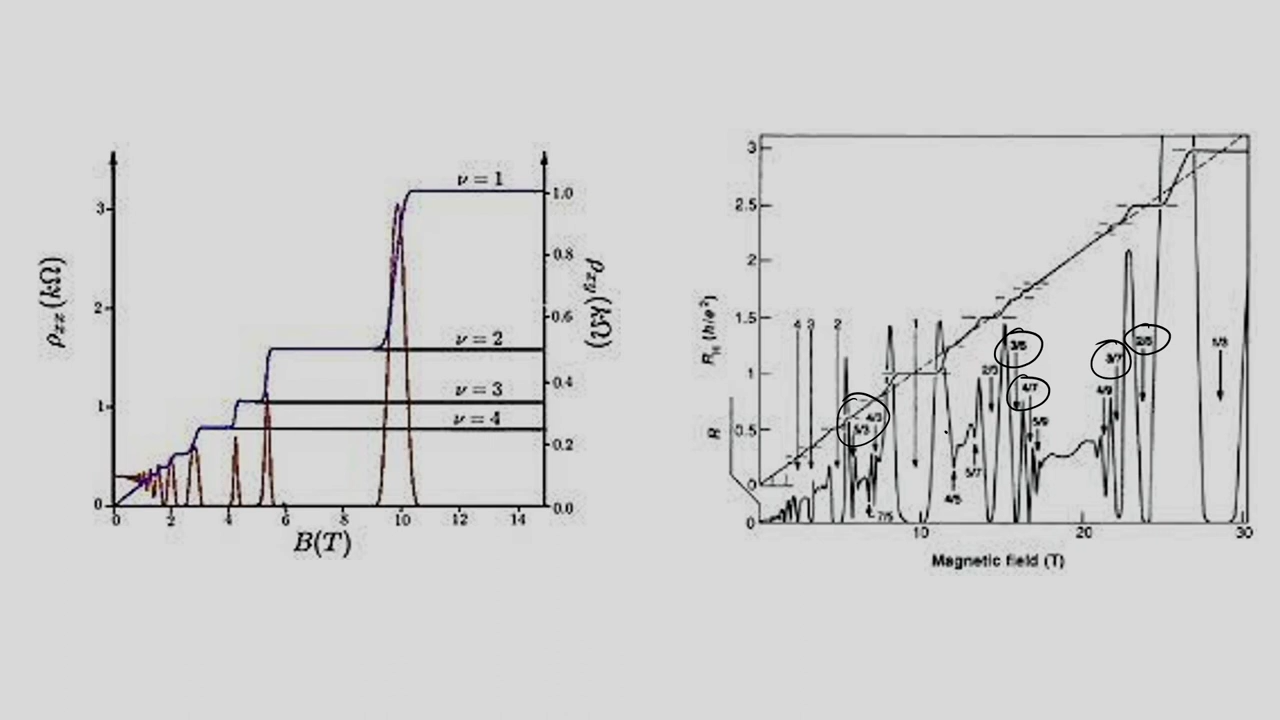 ρxx (kΩ)
3
2
1
0
0 2 4 6 8 10 12 14
B(T)
ν = 1
ν = 2
ν = 3
ν = 4
1.0
0.8
0.6
0.4
0.2
0.0
ρxy (kΩ)
R_H (h/e²)
R
3
2.5
2
1.5
1
0.5
0
0
4 3 2 1
5/3
4/3
7/5
4/5
5/7
2/3
3/5
4/7
5/9
4/9
3/7
2/5
1/3
10 20 30
Magnetic field (T)